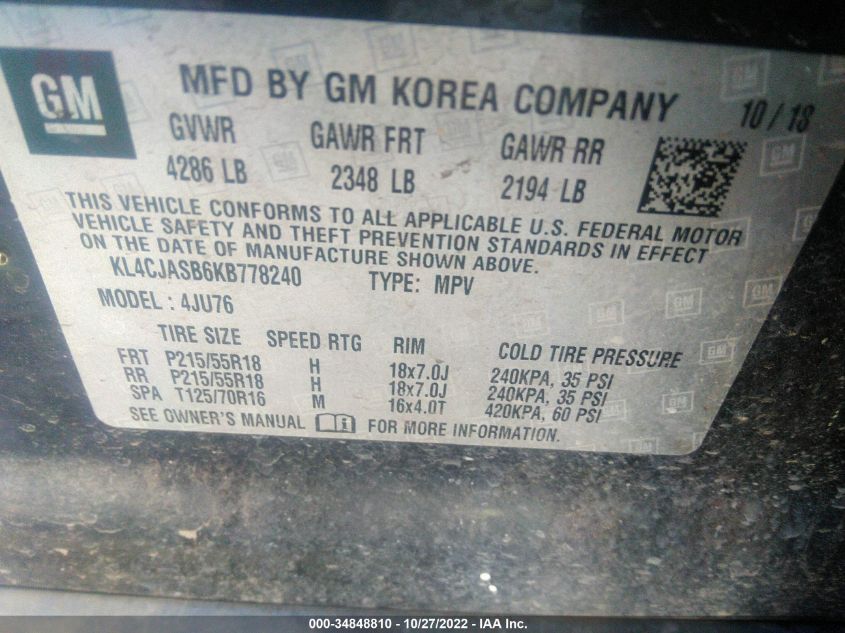 GM
MFD BY GM KOREA COMPANY
10 / 18
GVWR GAWR FRT GAWR RR
4286 LB 2348 LB 2194 LB
THIS VEHICLE CONFORMS TO ALL APPLICABLE U.S. FEDERAL MOTOR
VEHICLE SAFETY AND THEFT PREVENTION STANDARDS IN EFFECT
ON THE DATE OF MANUFACTURE SHOWN ABOVE.
KL4CJASB6KB778240 TYPE: MPV
MODEL : 4JU76
TIRE SIZE SPEED RTG RIM COLD TIRE PRESSURE
FRT P215/55R18 H 18x7.0J 240KPA, 35 PSI
RR P215/55R18 H 18x7.0J 240KPA, 35 PSI
SPA T125/70R16 M 16x4.0T 420KPA, 60 PSI
SEE OWNER'S MANUAL FOR MORE INFORMATION.
000-34848810 / 10/27/2022 - IAA Inc.